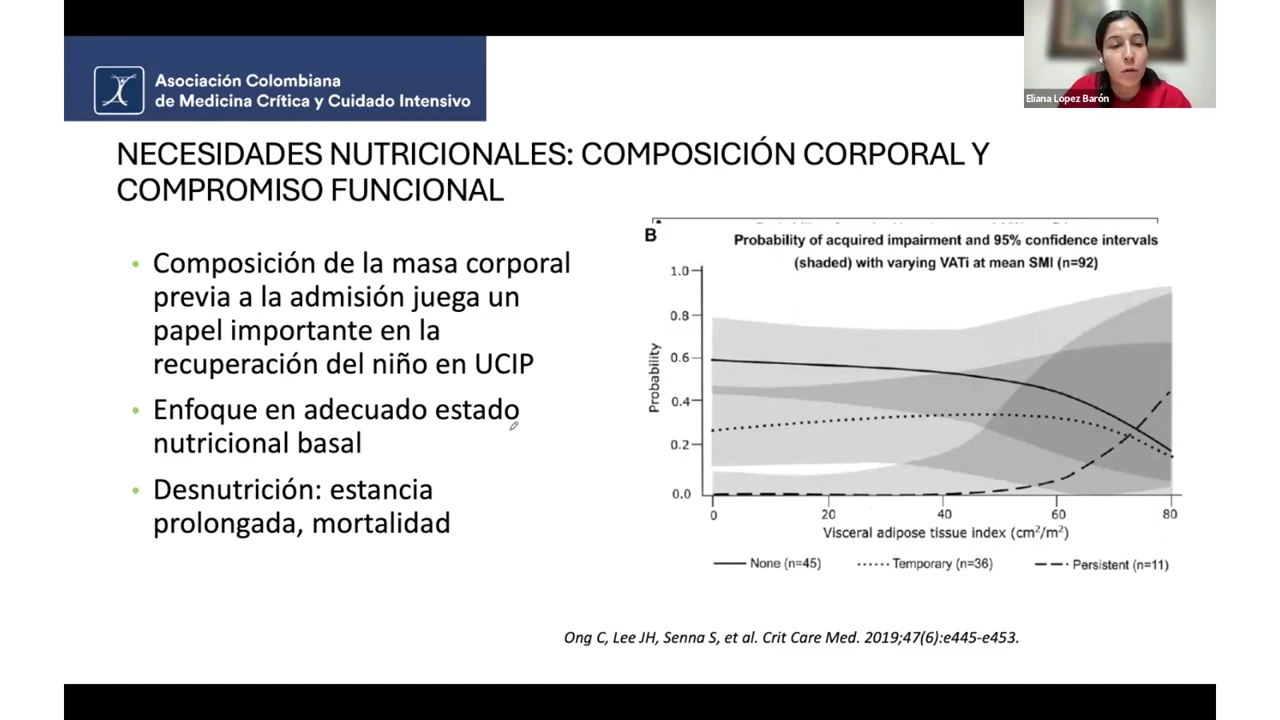 Asociación Colombiana
de Medicina Crítica y Cuidado Intensivo
Eliana Lopez Barón
NECESIDADES NUTRICIONALES: COMPOSICIÓN CORPORAL Y
COMPROMISO FUNCIONAL
• Composición de la masa corporal
previa a la admisión juega un
papel importante en la
recuperación del niño en UCIP
• Enfoque en adecuado estado
nutricional basal
• Desnutrición: estancia
prolongada, mortalidad
B
Probability of acquired impairment and 95% confidence intervals
(shaded) with varying VATi at mean SMI (n=92)
Probability
1.0
0.8
0.6
0.4
0.2
0.0
0 20 40 60 80
Visceral adipose tissue index (cm²/m²)
None (n=45) Temporary (n=36) Persistent (n=11)
Ong C, Lee JH, Senna S, et al. Crit Care Med. 2019;47(6):e445-e453.